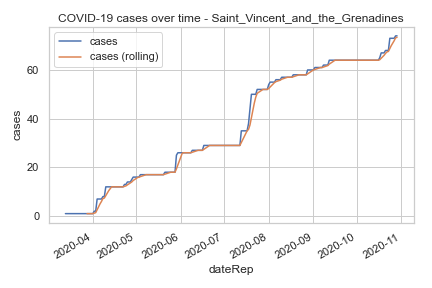 COVID-19 cases over time - Saint_Vincent_and_the_Grenadines
cases
cases (rolling)
cases
60
40
20
0
2020-04
2020-05
2020-06
2020-07
2020-08
2020-09
2020-10
2020-11
dateRep